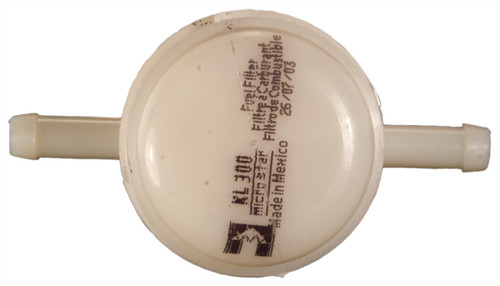 Fuel Filter
Filtre a Carburant
Filtro de Combustible
26/07/03
KL 300
micro star
Made in Mexico